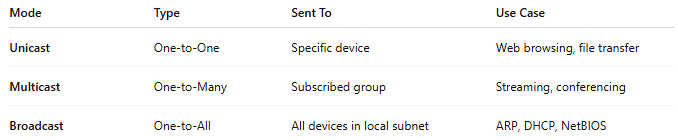 Mode Type Sent To Use Case
Unicast One-to-One Specific device Web browsing, file transfer
Multicast One-to-Many Subscribed group Streaming, conferencing
Broadcast One-to-All All devices in local subnet ARP, DHCP, NetBIOS